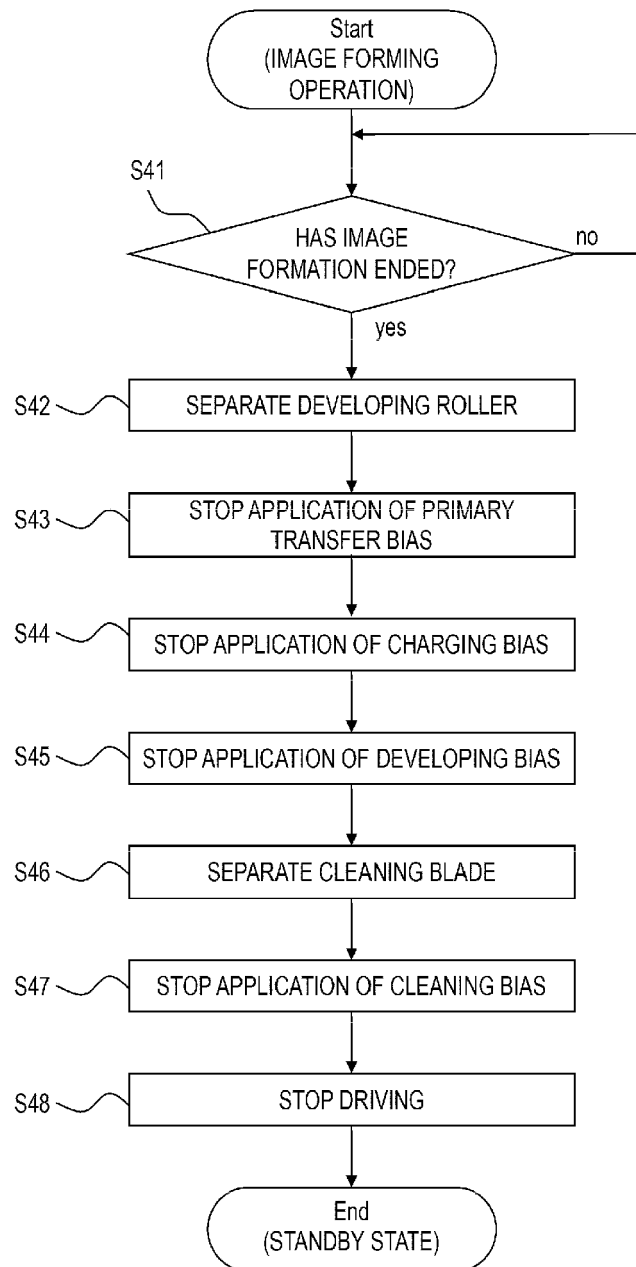 Start
(IMAGE FORMING
OPERATION)
S41
HAS IMAGE
FORMATION ENDED?
no
yes
S42
SEPARATE DEVELOPING ROLLER
S43
STOP APPLICATION OF PRIMARY
TRANSFER BIAS
S44
STOP APPLICATION OF CHARGING BIAS
S45
STOP APPLICATION OF DEVELOPING BIAS
S46
SEPARATE CLEANING BLADE
S47
STOP APPLICATION OF CLEANING BIAS
S48
STOP DRIVING
End
(STANDBY STATE)